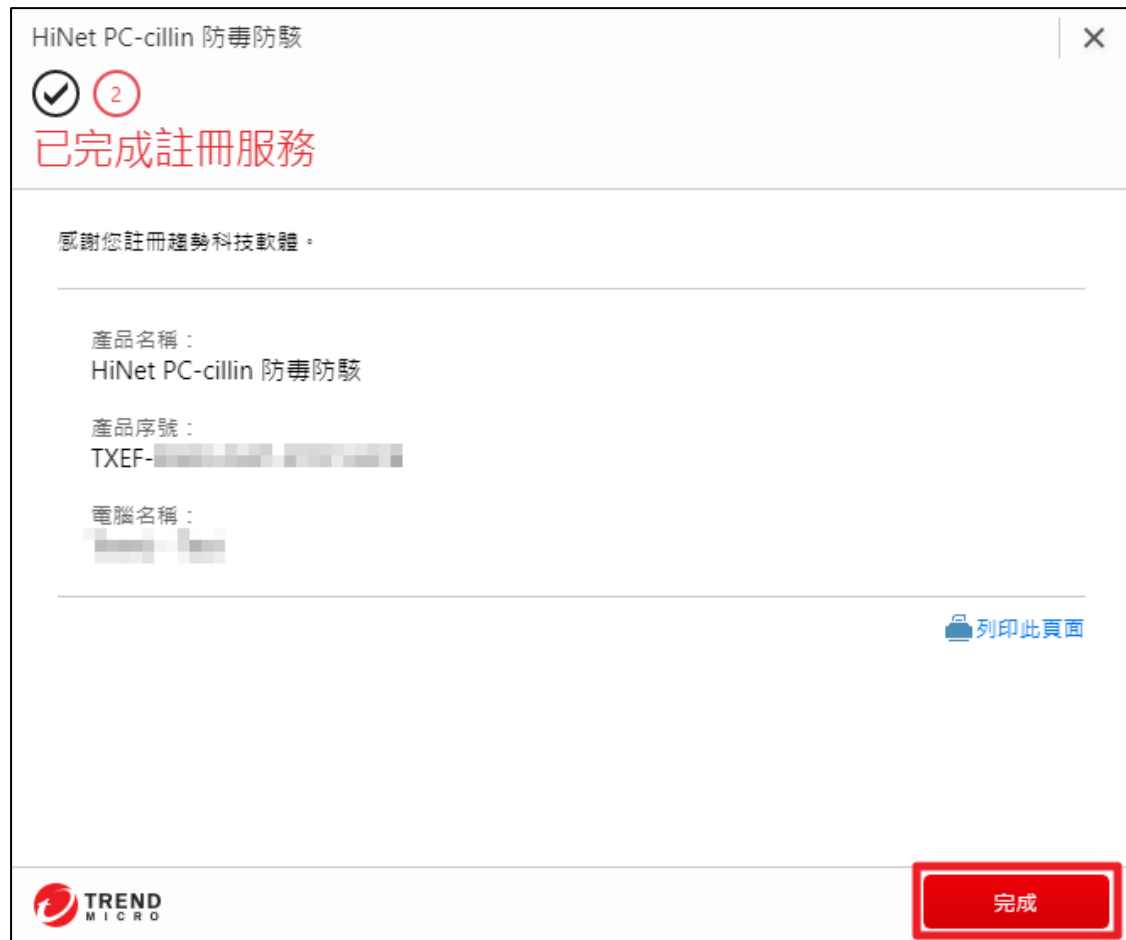 HiNet PC-cillin 防毒防駭
2
已完成註冊服務
感謝您註冊趨勢科技軟體。
產品名稱：
HiNet PC-cillin 防毒防駭
產品序號：
TXEF-
電腦名稱：
列印此頁面
TREND
MICRO
完成